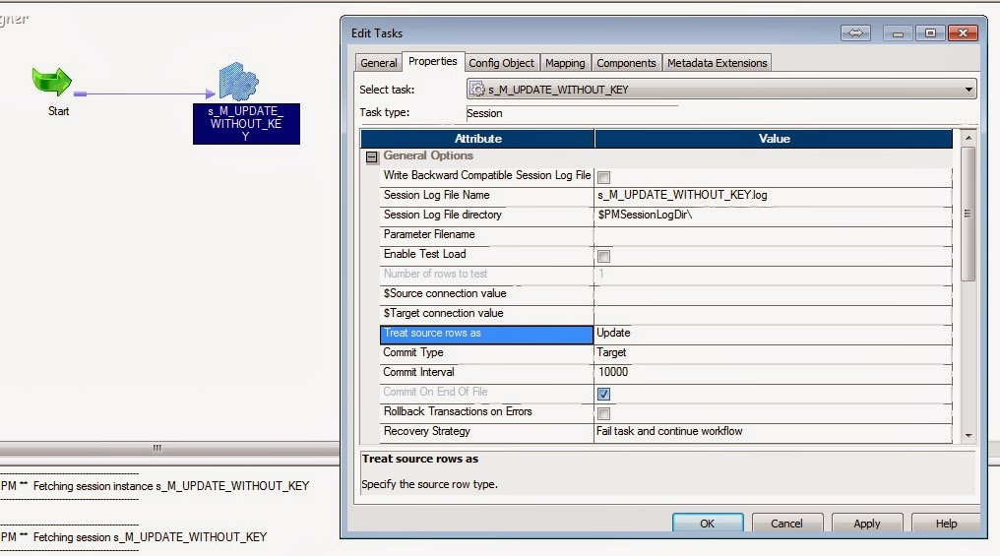 Edit Tasks
General Properties Config Object Mapping Components Metadata Extensions
Select task: s_M_UPDATE_WITHOUT_KEY
Task type: Session
Attribute Value
General Options
Write Backward Compatible Session Log File
Session Log File Name s_M_UPDATE_WITHOUT_KEY.log
Session Log File directory $PMSessionLogDir\
Parameter Filename
Enable Test Load
Number of rows to test 1
$Source connection value
$Target connection value
Treat source rows as Update
Commit Type Target
Commit Interval 10000
Commit On End Of File
Rollback Transactions on Errors
Recovery Strategy Fail task and continue workflow
Treat source rows as
Specify the source row type.
OK Cancel Apply Help
Start
s_M_UPDATE_
WITHOUT_KE
Y
PM ** Fetching session instance s_M_UPDATE_WITHOUT_KEY
PM ** Fetching session s_M_UPDATE_WITHOUT_KEY